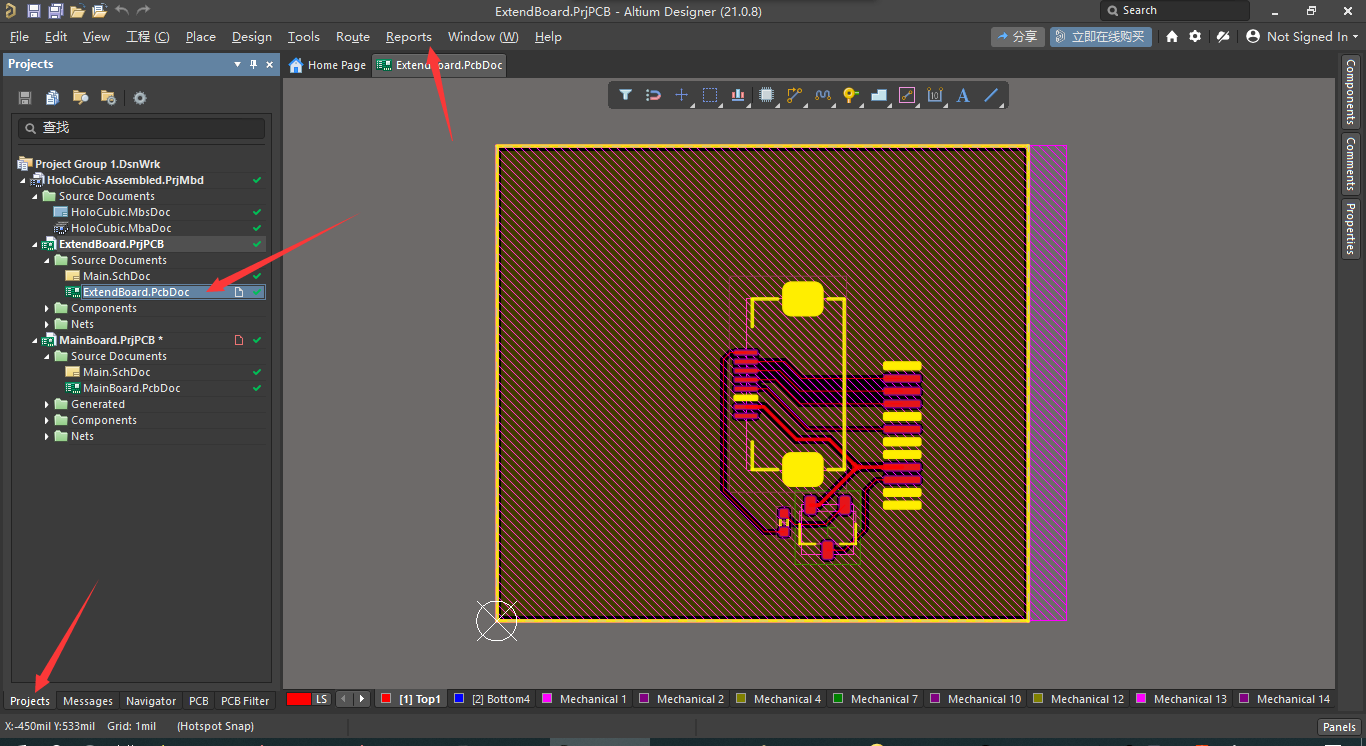 ExtendBoard.PrjPCB - Altium Designer (21.0.8)
Search
File Edit View 工程 (C) Place Design Tools Route Reports Window (W) Help
分享
立即在线购买
Not Signed In
Projects
Home Page
ExtendBoard.PcbDoc
查找
Project Group 1.DsnWrk
HoloCubic-Assembled.PrjMbd
Source Documents
HoloCubic.MbsDoc
HoloCubic.MbaDoc
ExtendBoard.PrjPCB
Source Documents
Main.SchDoc
ExtendBoard.PcbDoc
Components
Nets
MainBoard.PrjPCB *
Source Documents
Main.SchDoc
MainBoard.PcbDoc
Generated
Components
Nets
Components
Comments
Properties
Projects Messages Navigator PCB PCB Filter
LS [1] Top1 [2] Bottom4 Mechanical 1 Mechanical 2 Mechanical 4 Mechanical 7 Mechanical 10 Mechanical 12 Mechanical 13 Mechanical 14
X:-450mil Y:533mil Grid: 1mil (Hotspot Snap)
Panels